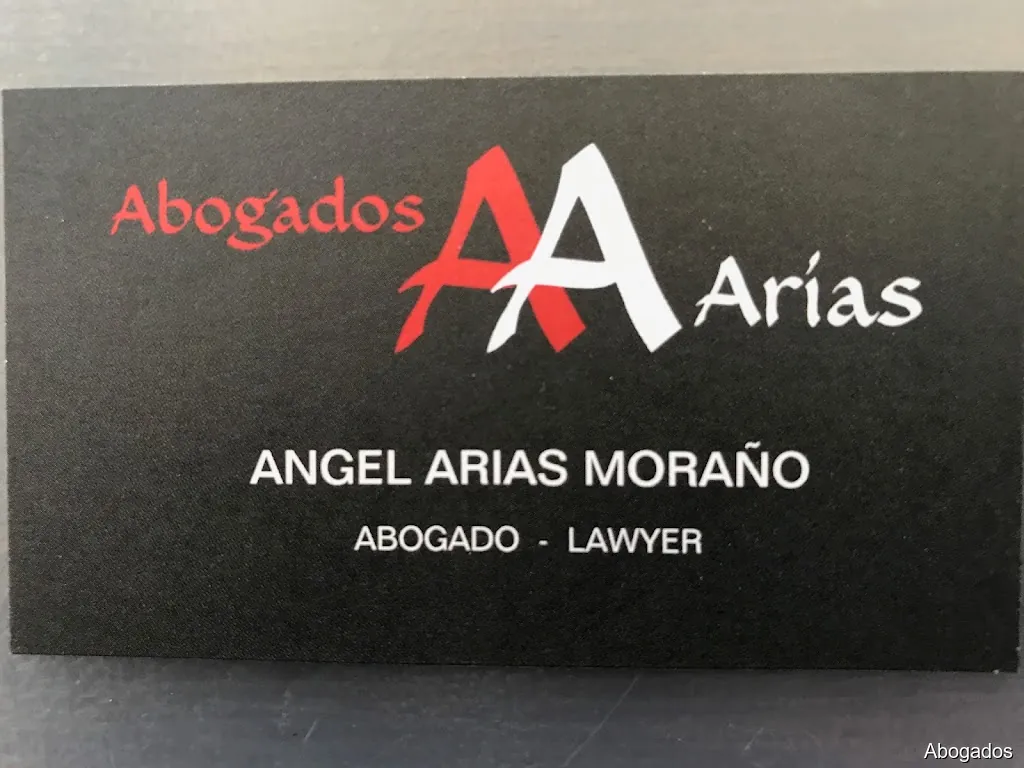 Abogados AA Arias
ANGEL ARIAS MORAÑO
ABOGADO - LAWYER
Abogados